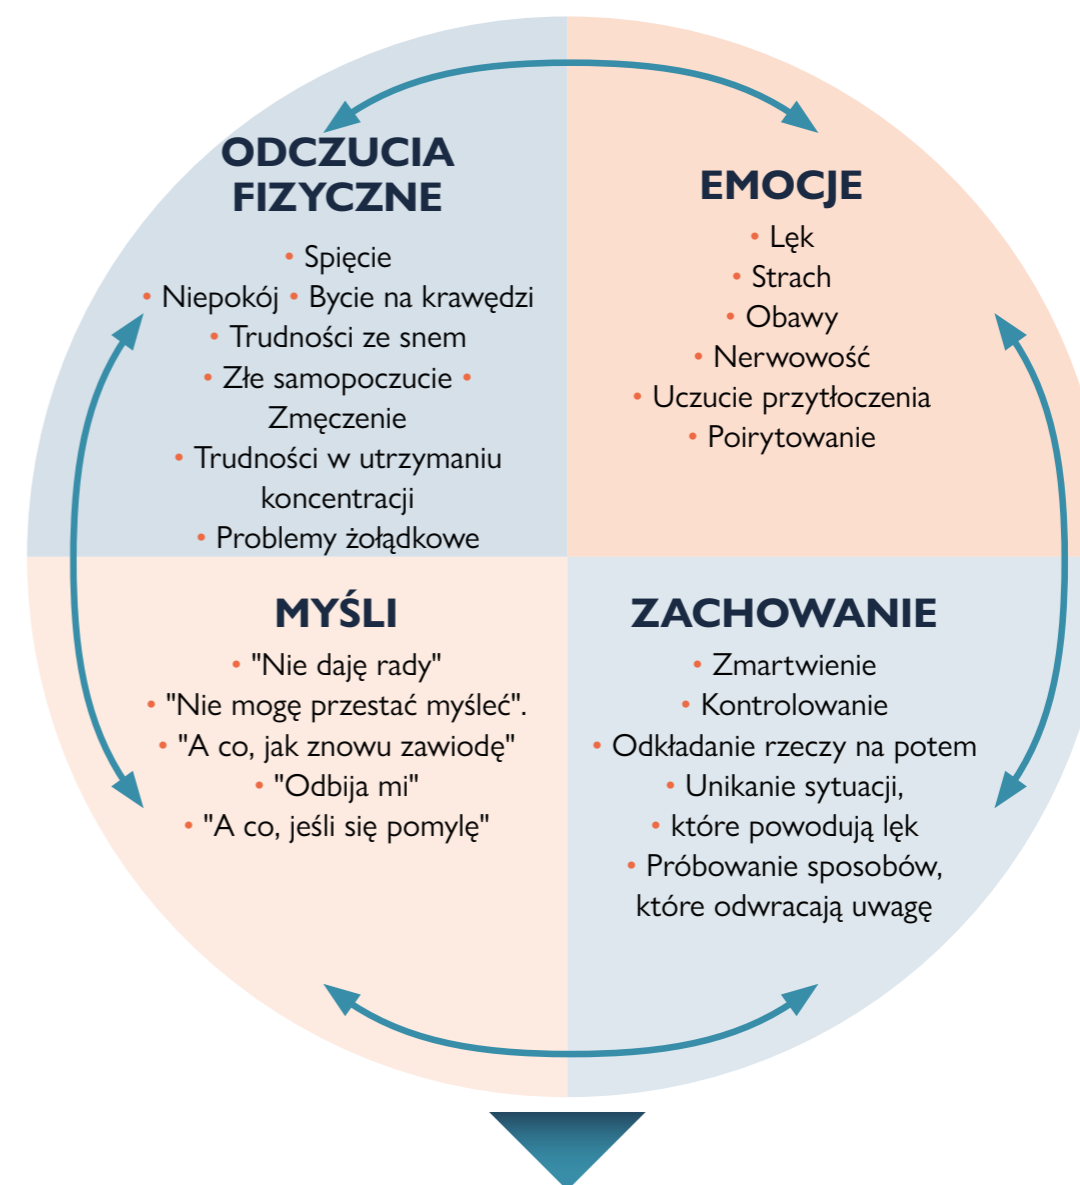 ODCZUCIA
FIZYCZNE
• Spięcie
• Niepokój • Bycie na krawędzi
• Trudności ze snem
• Złe samopoczucie •
Zmęczenie
• Trudności w utrzymaniu
koncentracji
• Problemy żołądkowe
EMOCJE
• Lęk
• Strach
• Obawy
• Nerwowość
• Uczucie przytłoczenia
• Poirytowanie
MYŚLI
• "Nie daję rady"
• "Nie mogę przestać myśleć".
• "A co, jak znowu zawiodę"
• "Odbija mi"
• "A co, jeśli się pomylę"
ZACHOWANIE
• Zmartwienie
• Kontrolowanie
• Odkładanie rzeczy na potem
• Unikanie sytuacji,
• które powodują lęk
• Próbowanie sposobów,
które odwracają uwagę